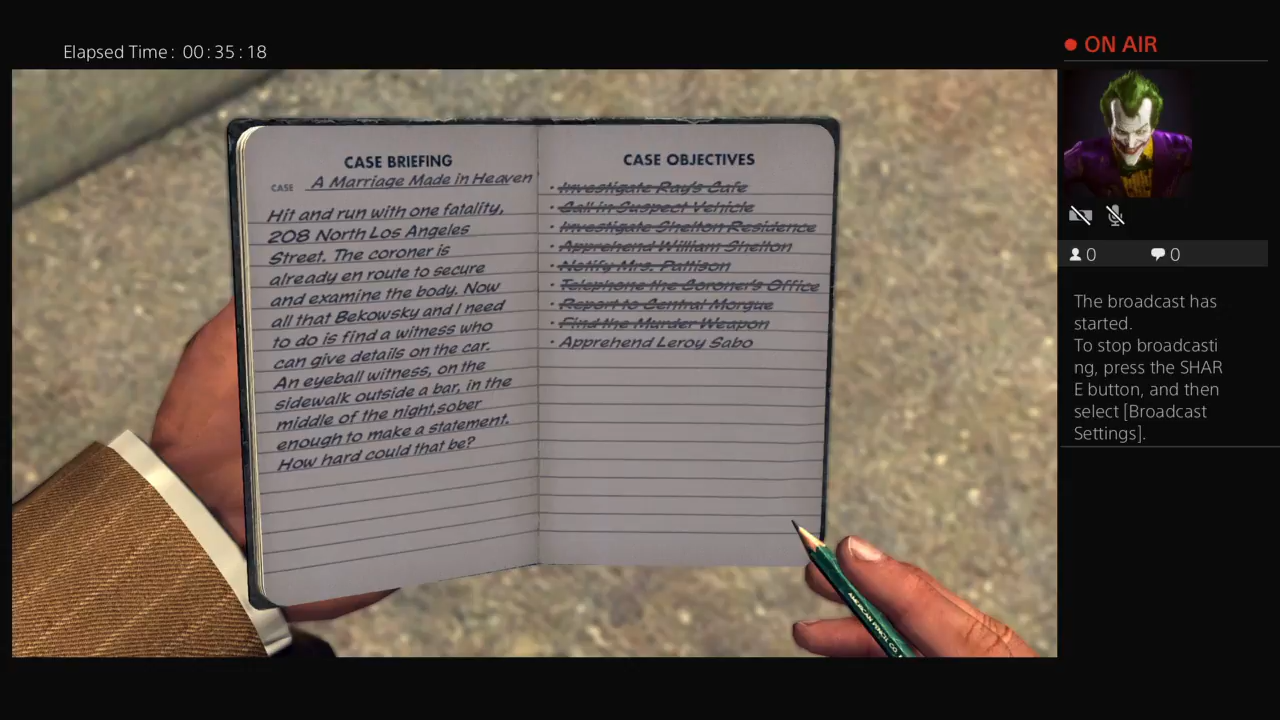 Elapsed Time: 00:35:18
ON AIR
CASE BRIEFING
CASE A Marriage Made in Heaven
Hit and run with one fatality,
208 North Los Angeles
Street. The coroner is
already en route to secure
and examine the body. Now
all that Bekowsky and I need
to do is find a witness who
can give details on the car.
An eyeball witness, on the
sidewalk outside a bar, in the
middle of the night,sober
enough to make a statement.
How hard could that be?
CASE OBJECTIVES
· Investigate Ray's Cafe
· Call in Suspect Vehicle
· Investigate Shelton Residence
· Apprehend William Shelton
· Notify Mrs. Pattison
· Telephone the Coroner's Office
· Report to Central Morgue
· Find the Murder Weapon
· Apprehend Leroy Sabo
AMERICAN PENCIL CO.
0
0
The broadcast has
started.
To stop broadcasti
ng, press the SHAR
E button, and then
select [Broadcast
Settings].